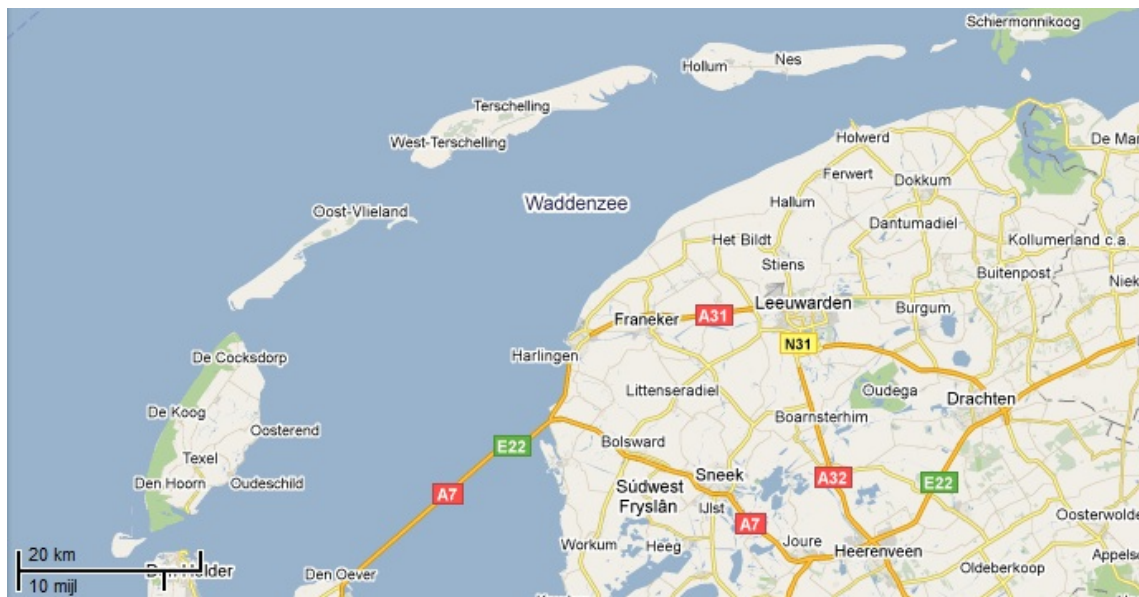 Schiermonnikoog
Hollum
Nes
Terschelling
West-Terschelling
Holwerd
De Mar
Ferwert
Dokkum
Waddenzee
Hallum
Oost-Vlieland
Dantumadiel
Het Bildt
Kollumerland c.a.
Stiens
Buitenpost
Niek
Leeuwarden
Burgum
Franeker
A31
N31
De Cocksdorp
Harlingen
Littenseradiel
Oudega
Drachten
De Koog
Boarnsterhim
Oosterend
Bolsward
E22
Texel
Sneek
A32
Den Hoorn
Oudeschild
E22
Súdwest
Fryslân
A7
IJlst
A7
Oosterwolde
Workum
Heeg
Joure
Heerenveen
20 km
Appels
Den Helder
Den Oever
Oldeberkoop
10 mijl